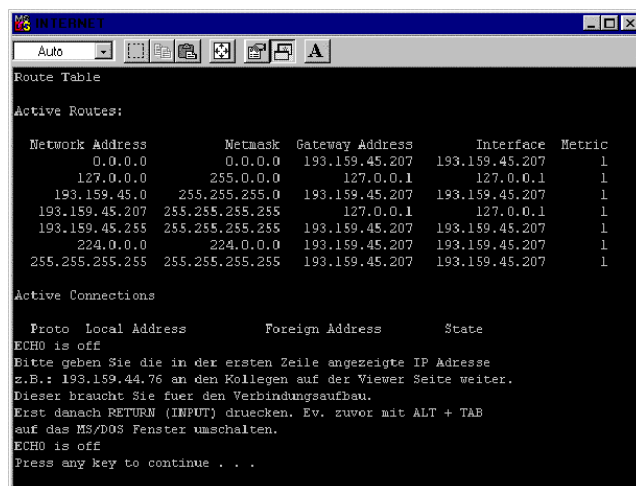 INTERNET
Auto
A
Route Table
Active Routes:
Network Address Netmask Gateway Address Interface Metric
0.0.0.0 0.0.0.0 193.159.45.207 193.159.45.207 1
127.0.0.0 255.0.0.0 127.0.0.1 127.0.0.1 1
193.159.45.0 255.255.255.0 193.159.45.207 193.159.45.207 1
193.159.45.207 255.255.255.255 127.0.0.1 127.0.0.1 1
193.159.45.255 255.255.255.255 193.159.45.207 193.159.45.207 1
224.0.0.0 224.0.0.0 193.159.45.207 193.159.45.207 1
255.255.255.255 255.255.255.255 193.159.45.207 193.159.45.207 1
Active Connections
Proto Local Address Foreign Address State
ECHO is off
Bitte geben Sie die in der ersten Zeile angezeigte IP Adresse
z.B.: 193.159.44.76 an den Kollegen auf der Viewer Seite weiter.
Dieser braucht Sie fuer den Verbindungsaufbau.
Erst danach RETURN (INPUT) druecken. Ev. zuvor mit ALT + TAB
auf das MS/DOS Fenster umschalten.
ECHO is off
Press any key to continue . . .